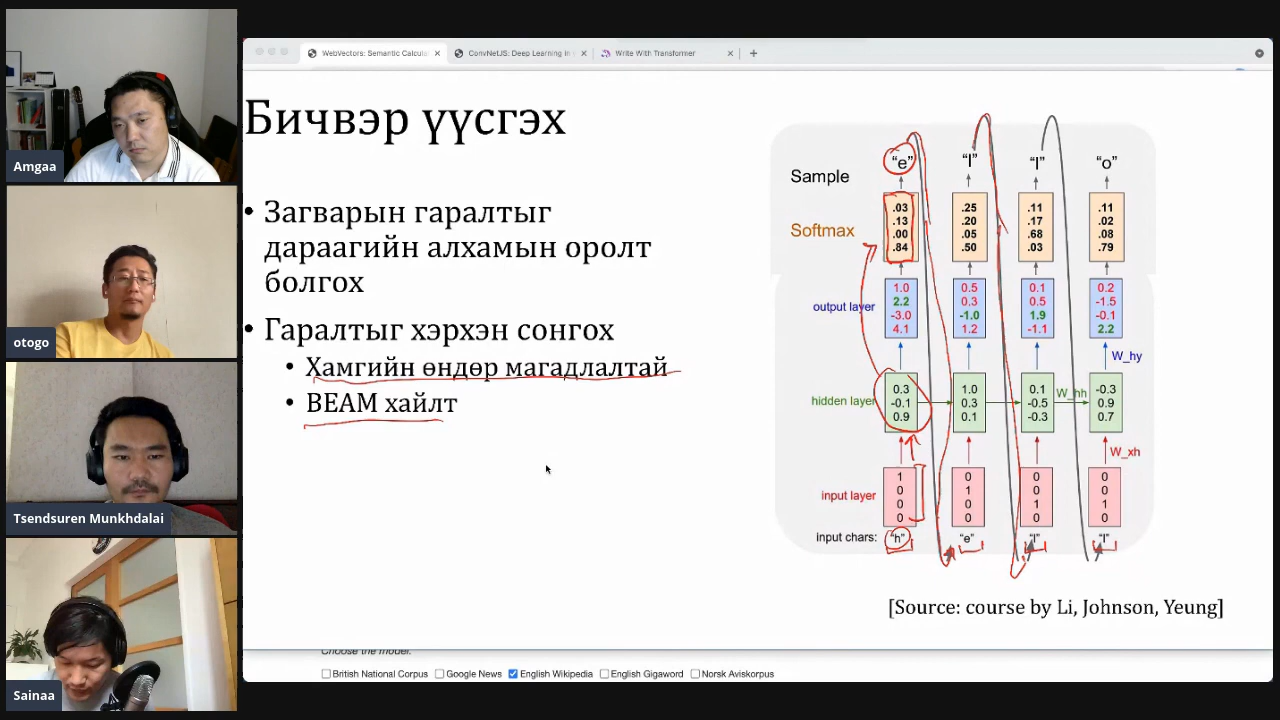 Amgaa
otogo
Tsendsuren Munkhdalai
Sainaa
WebVectors: Semantic Calcula
ConvNetJS: Deep Learning in
Write With Transformer
Бичвэр үүсгэх
• Загварын гаралтыг
дараагийн алхамын оролт
болгох
• Гаралтыг хэрхэн сонгох
• Хамгийн өндөр магадлалтай
• BEAM хайлт
Sample "e" "l" "l" "o"
.03 .25 .11 .11
.13 .20 .17 .02
Softmax .00 .05 .68 .08
.84 .50 .03 .79
1.0 0.5 0.1 0.2
output layer 2.2 0.3 0.5 -1.5
-3.0 -1.0 1.9 -0.1
4.1 1.2 -1.1 2.2
W_hy
0.3 1.0 0.1 -0.3
hidden layer -0.1 0.3 -0.5 W_hh 0.9
0.9 0.1 -0.3 0.7
W_xh
1 0 0 0
input layer 0 1 0 0
0 0 1 1
0 0 0 0
input chars: "h" "e" "l" "l"
[Source: course by Li, Johnson, Yeung]
Choose the model:
British National Corpus Google News English Wikipedia English Gigaword Norsk Aviskorpus